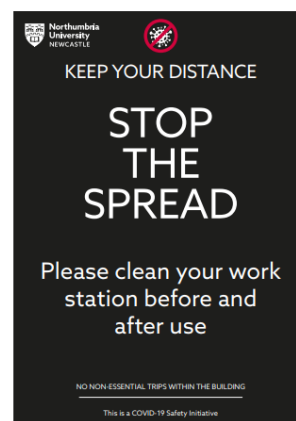 Northumbria
University
NEWCASTLE
KEEP YOUR DISTANCE
STOP
THE
SPREAD
Please clean your work
station before and
after use
NO NON-ESSENTIAL TRIPS WITHIN THE BUILDING
This is a COVID-19 Safety Initiative